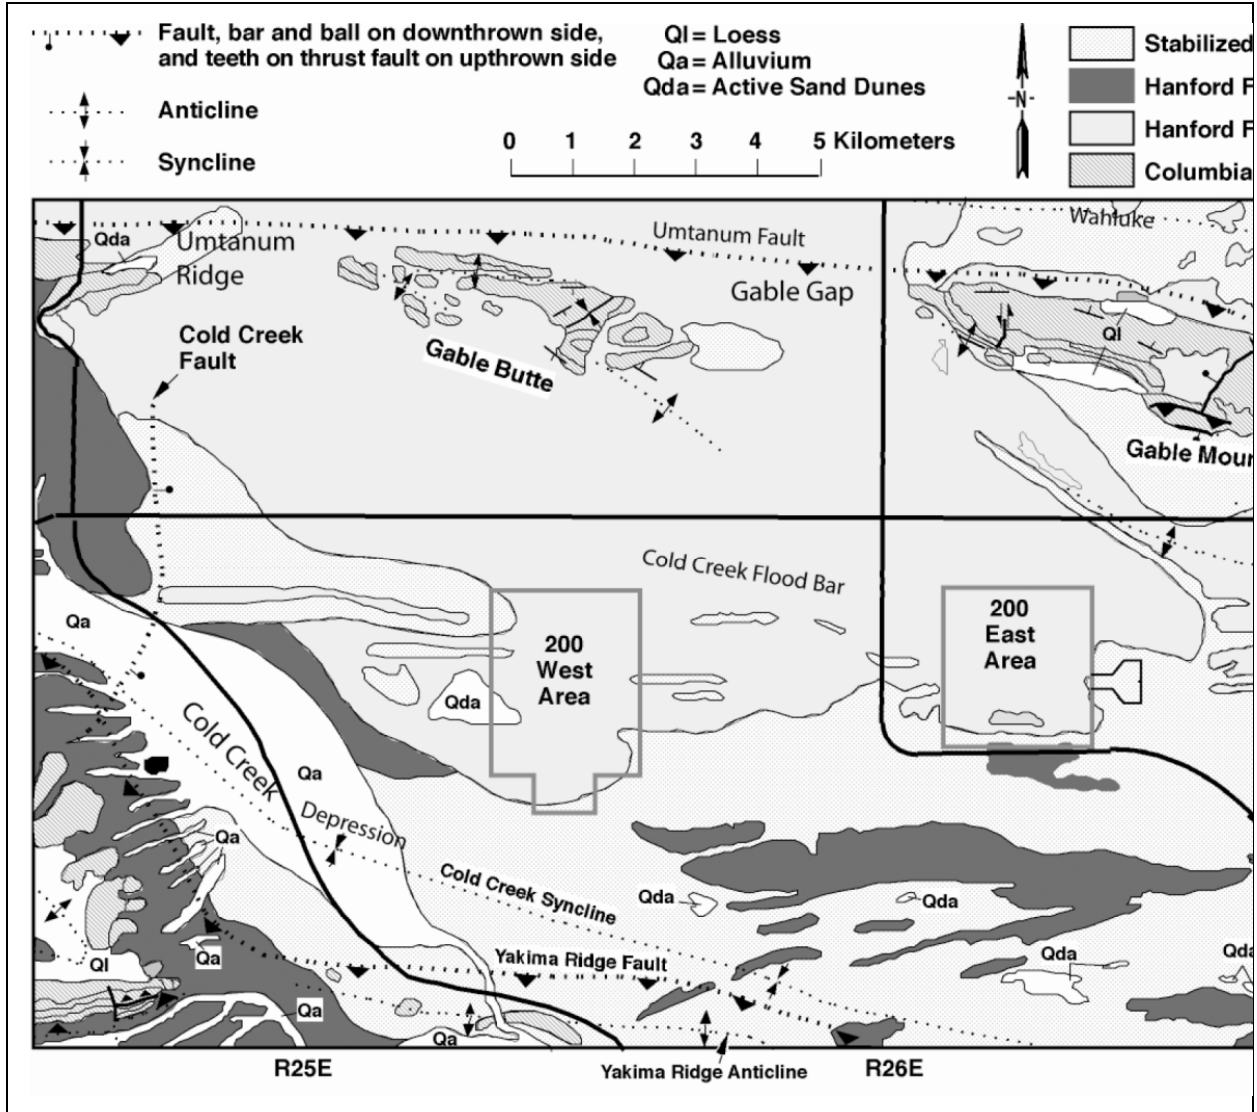 Fault, bar and ball on downthrown side,
and teeth on thrust fault on upthrown side
Anticline
Syncline
Ql = Loess
Qa = Alluvium
Qda = Active Sand Dunes
0 1 2 4 5 Kilometers
-N-
Stabilized
Hanford F
Hanford F
Columbia
Qda
Umtanum
Ridge
Umtanum Fault
Wahluke
Gable Gap
Ql
Cold Creek
Fault
Gable Butte
Gable Moun
Cold Creek Flood Bar
Qa
200
West
Area
200
East
Area
Qda
Cold Creek
Qa
Depression
Qa
Cold Creek Syncline
Qda
Qda
Qda
Qda
Ql
Qa
Yakima Ridge Fault
Qa
Qa
R25E
Yakima Ridge Anticline
R26E